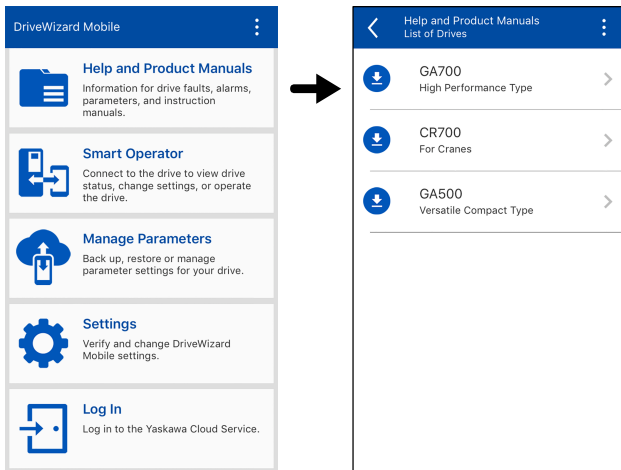 DriveWizard Mobile
Help and Product Manuals
Information for drive faults, alarms,
parameters, and instruction
manuals.
Smart Operator
Connect to the drive to view drive
status, change settings, or operate
the drive.
Manage Parameters
Back up, restore or manage
parameter settings for your drive.
Settings
Verify and change DriveWizard
Mobile settings.
Log In
Log in to the Yaskawa Cloud Service.
Help and Product Manuals
List of Drives
GA700
High Performance Type
CR700
For Cranes
GA500
Versatile Compact Type